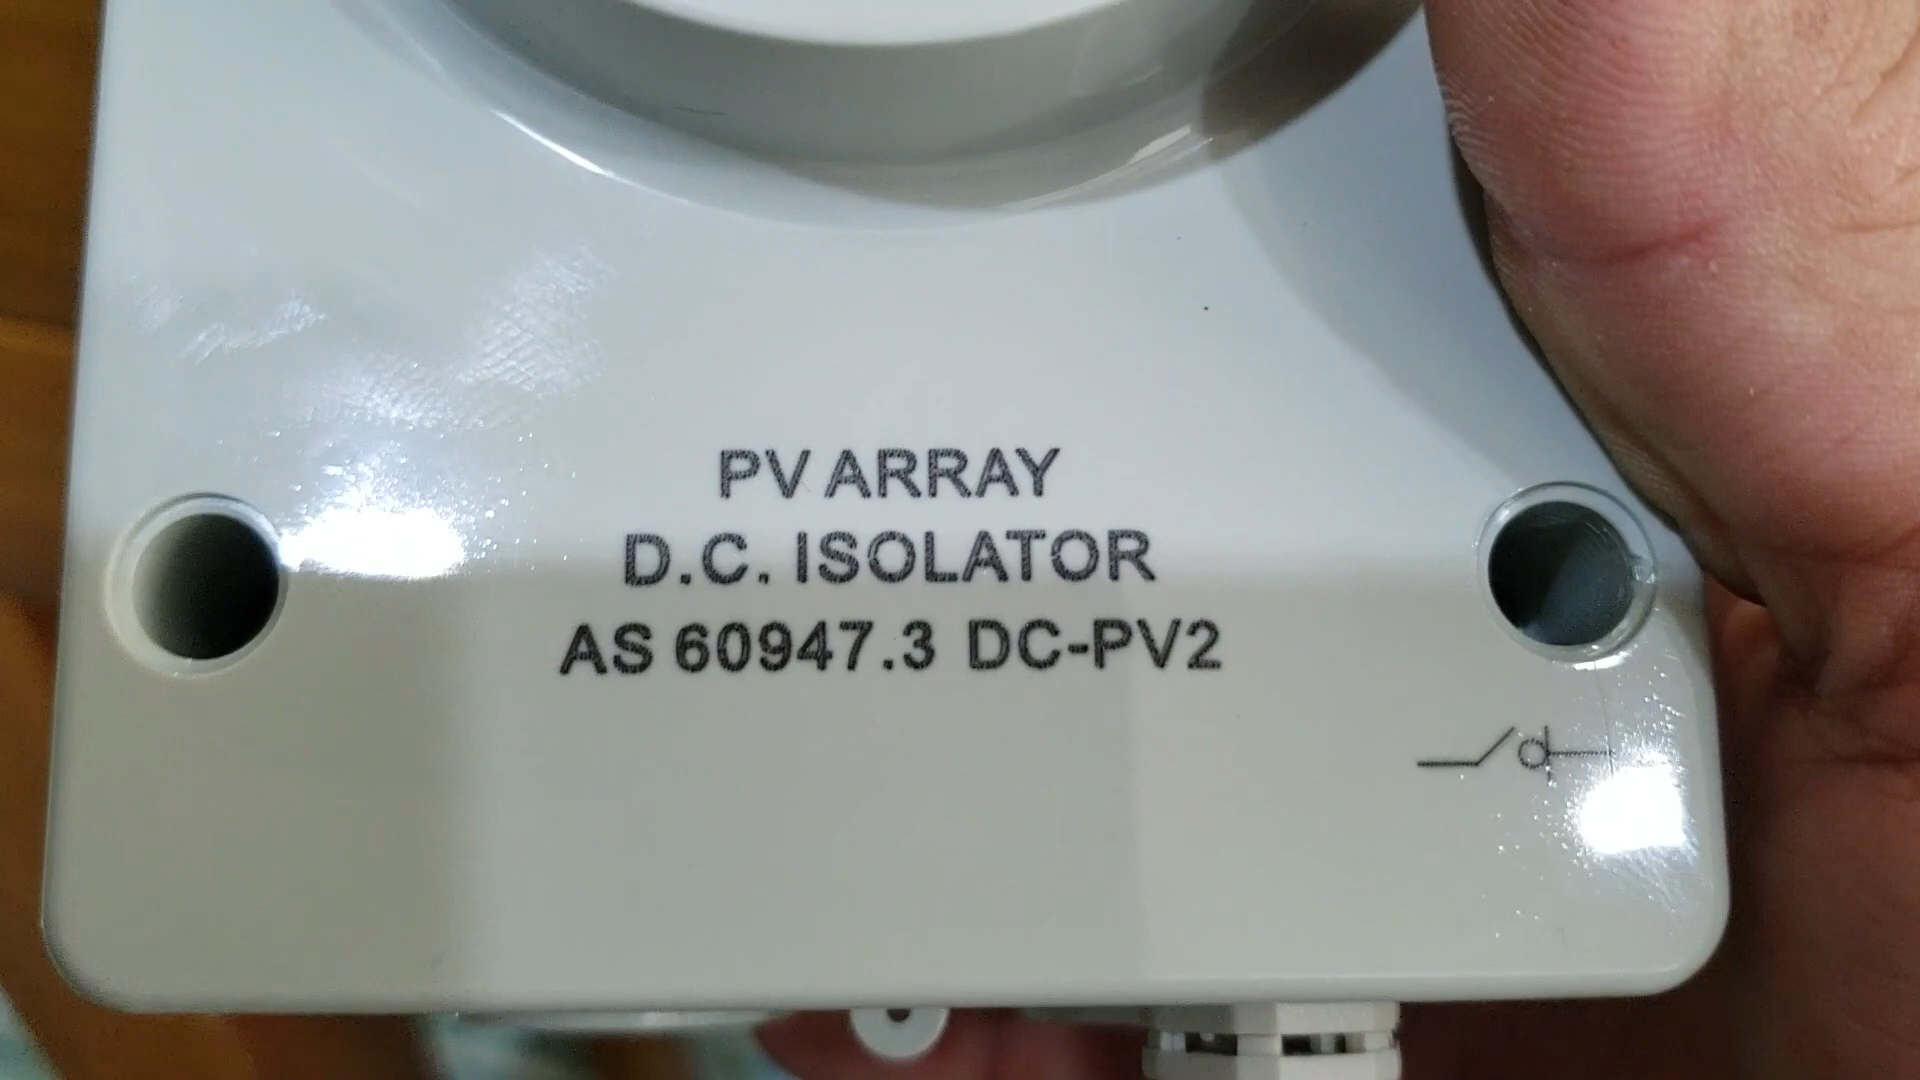 PV ARRAY
D.C. ISOLATOR
AS 60947.3 DC-PV2